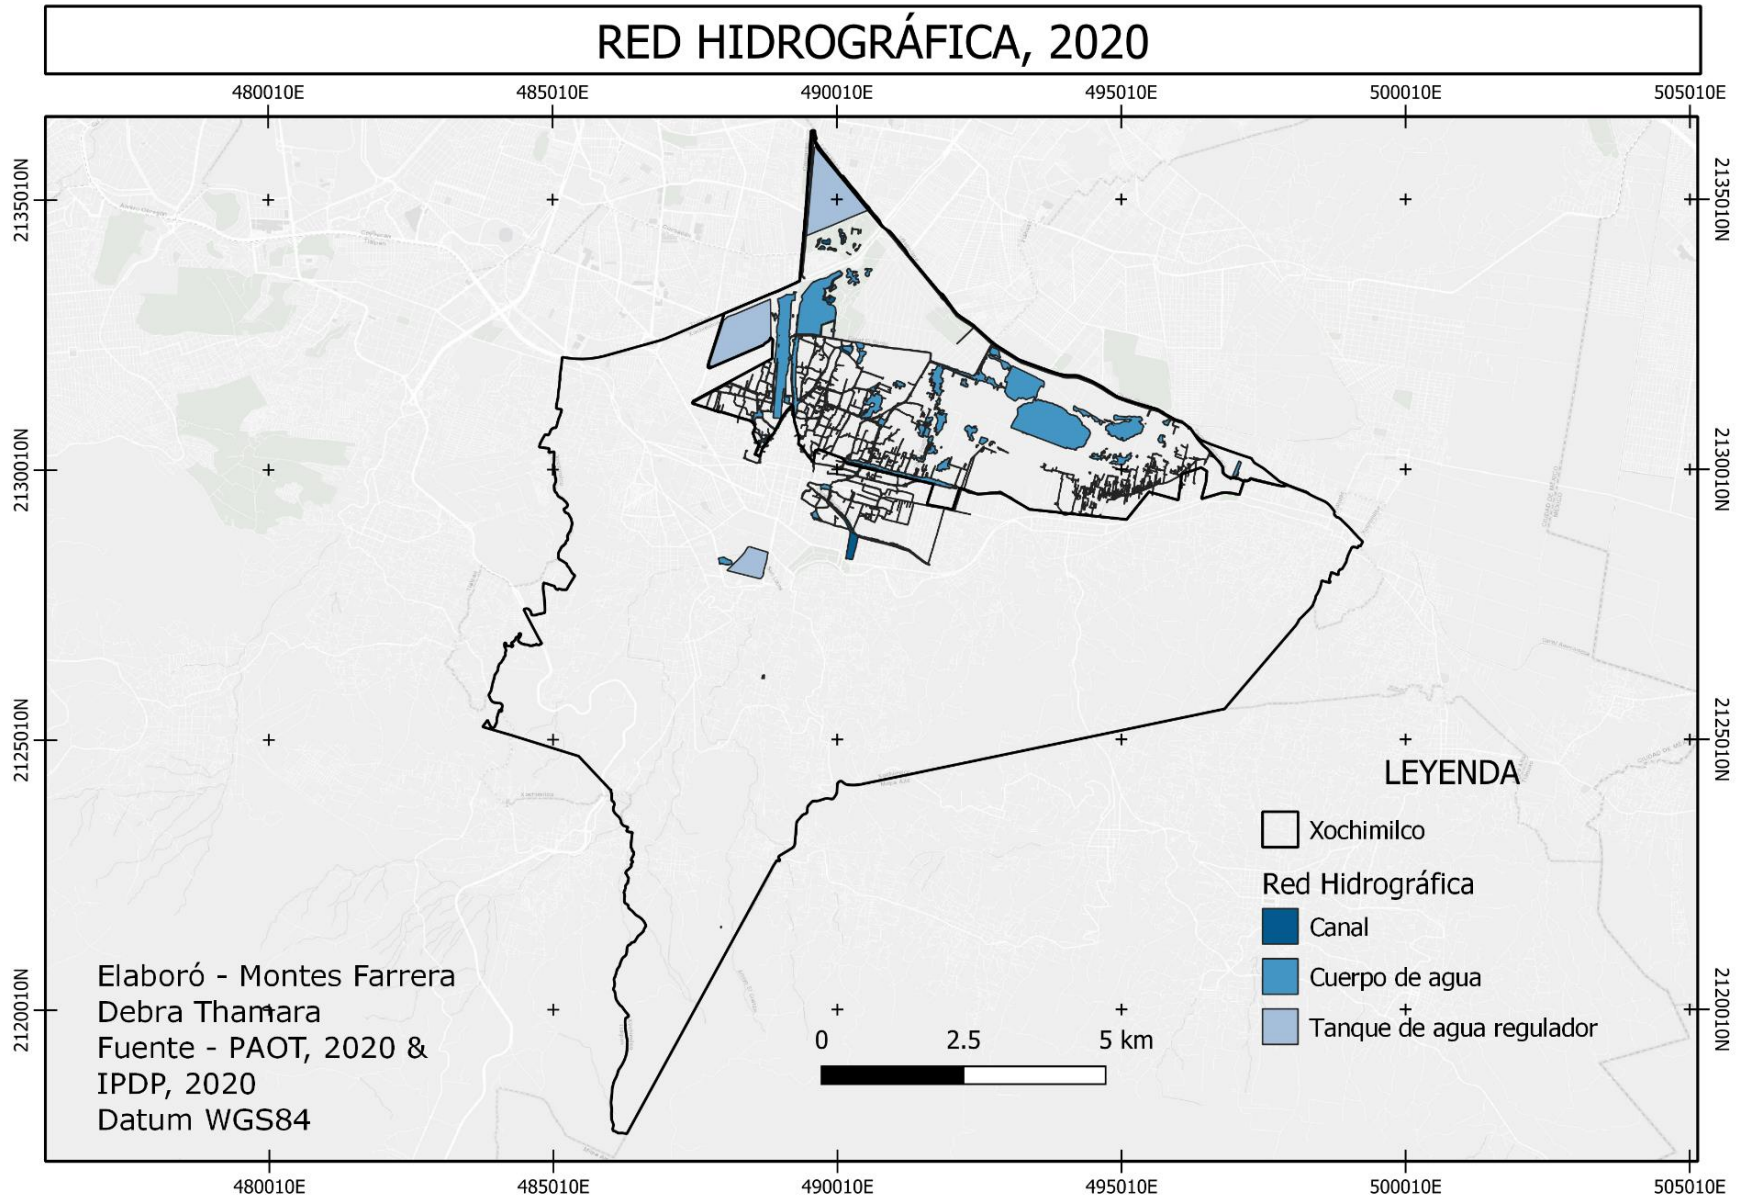 RED HIDROGRÁFICA, 2020
480010E 485010E 490010E 495010E 500010E 505010E
2135010N 2135010N
2130010N 2130010N
2125010N 2125010N
2120010N 2120010N
LEYENDA
Xochimilco
Red Hidrográfica
Canal
Cuerpo de agua
Tanque de agua regulador
Elaboró - Montes Farrera
Debra Thamara
Fuente - PAOT, 2020 &
IPDP, 2020
Datum WGS84
0 2.5 5 km
480010E 485010E 490010E 495010E 500010E 505010E